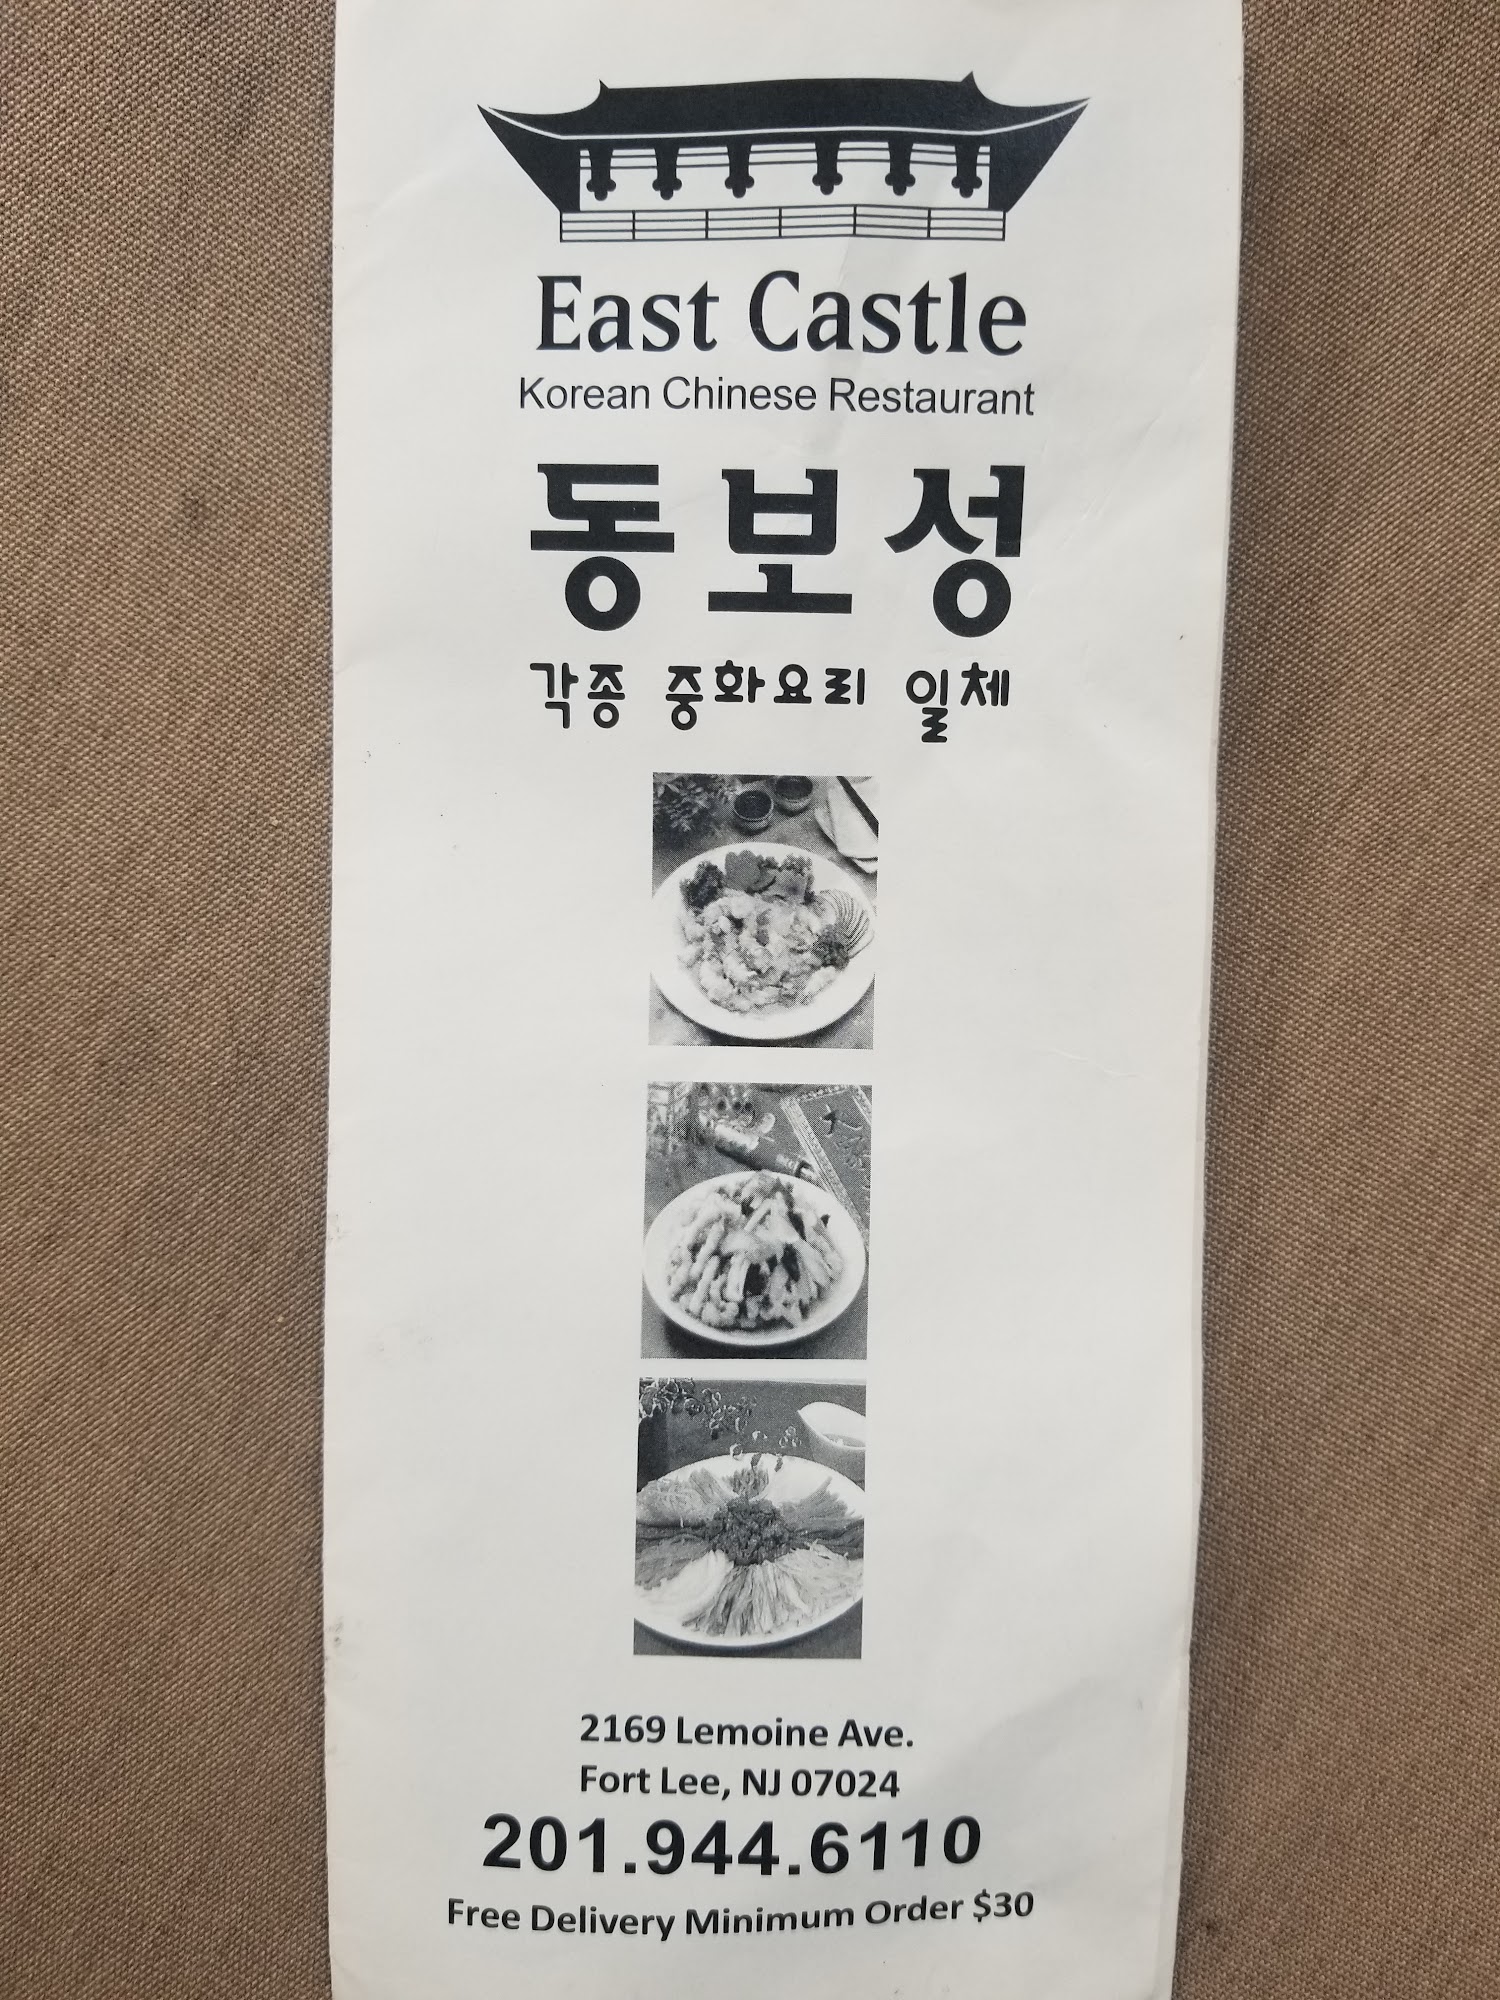 East Castle
Korean Chinese Restaurant
동보성
각종 중화요리 일체
2169 Lemoine Ave.
Fort Lee, NJ 07024
201.944.6110
Free Delivery Minimum Order $30